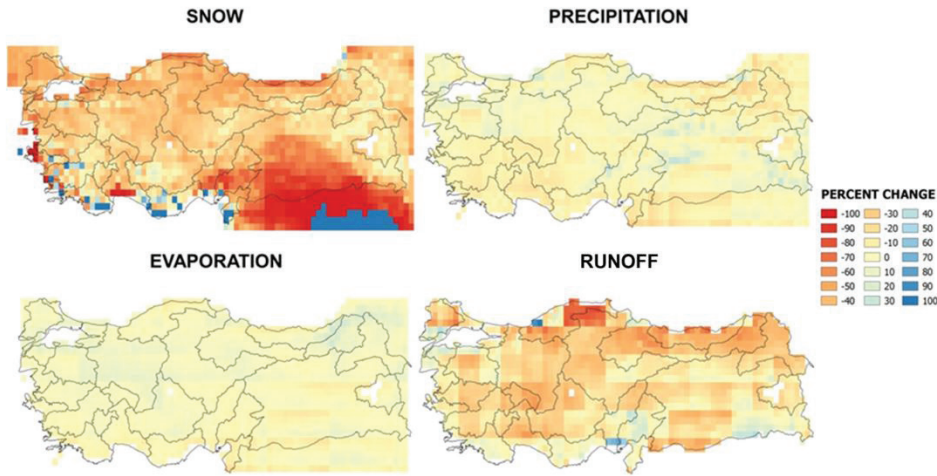 SNOW
PRECIPITATION
EVAPORATION
RUNOFF
PERCENT CHANGE
-100 -30 40
-90 -20 50
-80 -10 60
-70 0 70
-60 10 80
-50 20 90
-40 30 100